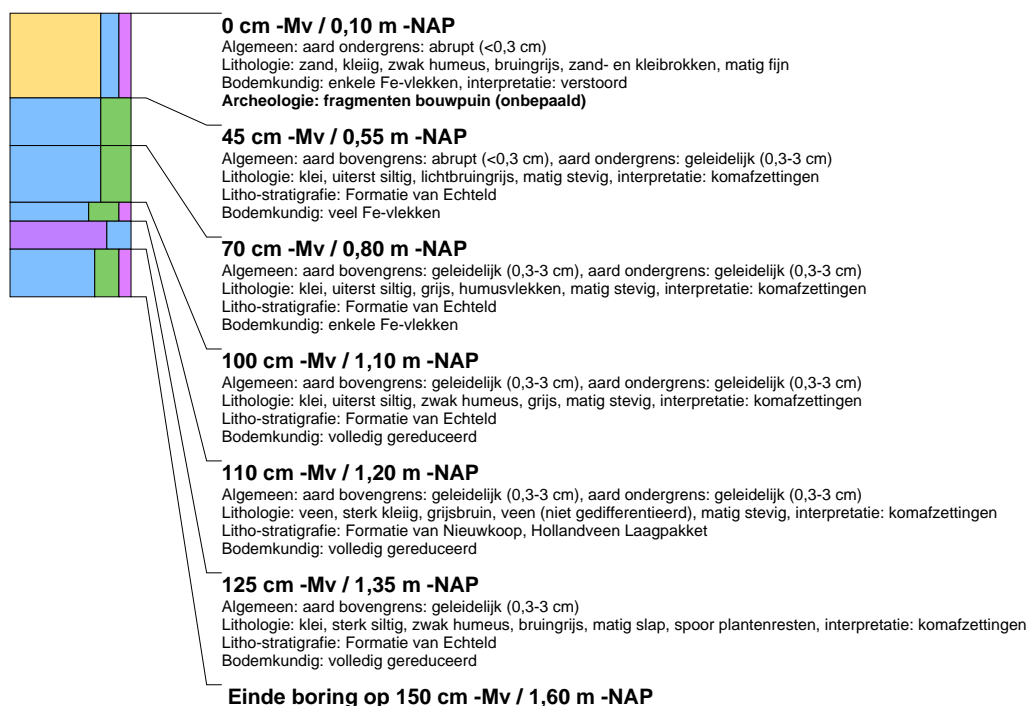 0 cm -Mv / 0,10 m -NAP
Algemeen: aard ondergrens: abrupt (<0,3 cm)
Lithologie: zand, kleiig, zwak humeus, bruingrijs, zand- en kleibrokken, matig fijn
Bodemkundig: enkele Fe-vlekken, interpretatie: verstoord
Archeologie: fragmenten bouwpuin (onbepaald)
45 cm -Mv / 0,55 m -NAP
Algemeen: aard bovengrens: abrupt (<0,3 cm), aard ondergrens: geleidelijk (0,3-3 cm)
Lithologie: klei, uiterst siltig, lichtbruingrijs, matig stevig, interpretatie: komafzettingen
Litho-stratigrafie: Formatie van Echteld
Bodemkundig: veel Fe-vlekken
70 cm -Mv / 0,80 m -NAP
Algemeen: aard bovengrens: geleidelijk (0,3-3 cm), aard ondergrens: geleidelijk (0,3-3 cm)
Lithologie: klei, uiterst siltig, grijs, humusvlekken, matig stevig, interpretatie: komafzettingen
Litho-stratigrafie: Formatie van Echteld
Bodemkundig: enkele Fe-vlekken
100 cm -Mv / 1,10 m -NAP
Algemeen: aard bovengrens: geleidelijk (0,3-3 cm), aard ondergrens: geleidelijk (0,3-3 cm)
Lithologie: klei, uiterst siltig, zwak humeus, grijs, matig stevig, interpretatie: komafzettingen
Litho-stratigrafie: Formatie van Echteld
Bodemkundig: volledig gereduceerd
110 cm -Mv / 1,20 m -NAP
Algemeen: aard bovengrens: geleidelijk (0,3-3 cm), aard ondergrens: geleidelijk (0,3-3 cm)
Lithologie: veen, sterk kleiig, grijsbruin, veen (niet gedifferentieerd), matig stevig, interpretatie: komafzettingen
Litho-stratigrafie: Formatie van Nieuwkoop, Hollandveen Laagpakket
Bodemkundig: volledig gereduceerd
125 cm -Mv / 1,35 m -NAP
Algemeen: aard bovengrens: geleidelijk (0,3-3 cm)
Lithologie: klei, sterk siltig, zwak humeus, bruingrijs, matig slap, spoor plantenresten, interpretatie: komafzettingen
Litho-stratigrafie: Formatie van Echteld
Bodemkundig: volledig gereduceerd
Einde boring op 150 cm -Mv / 1,60 m -NAP